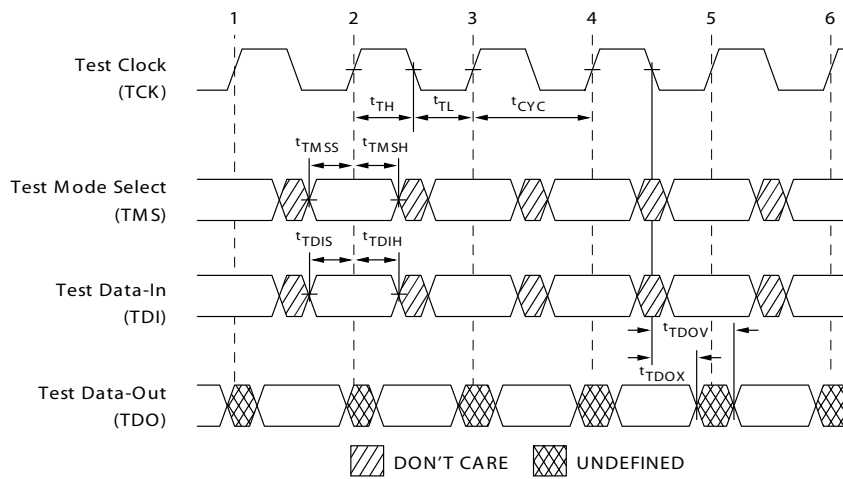 1 2 3 4 5 6
Test Clock
(TCK)
tTH tTL tCYC
tTMSS tTMSH
Test Mode Select
(TMS)
tTDIS tTDIH
Test Data-In
(TDI)
tTDOV
tTDOX
Test Data-Out
(TDO)
DON'T CARE UNDEFINED